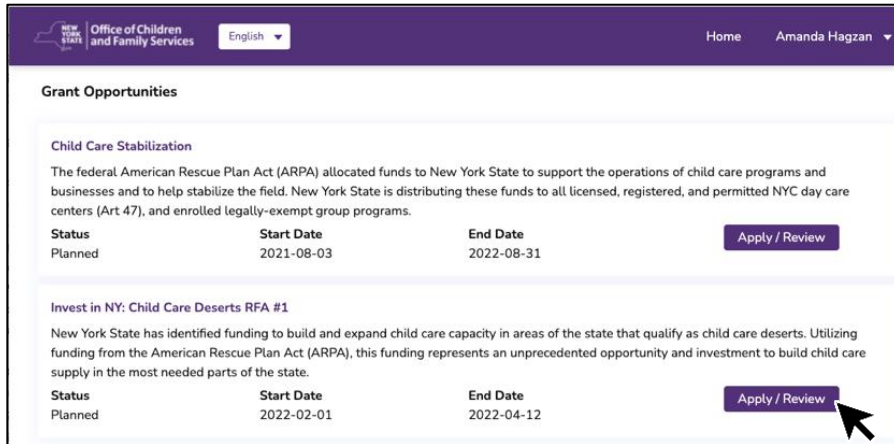 NEW YORK STATE
Office of Children
and Family Services
English
Home
Amanda Hagzan
Grant Opportunities
Child Care Stabilization
The federal American Rescue Plan Act (ARPA) allocated funds to New York State to support the operations of child care programs and
businesses and to help stabilize the field. New York State is distributing these funds to all licensed, registered, and permitted NYC day care
centers (Art 47), and enrolled legally-exempt group programs.
Status Start Date End Date
Planned 2021-08-03 2022-08-31
Apply / Review
Invest in NY: Child Care Deserts RFA #1
New York State has identified funding to build and expand child care capacity in areas of the state that qualify as child care deserts. Utilizing
funding from the American Rescue Plan Act (ARPA), this funding represents an unprecedented opportunity and investment to build child care
supply in the most needed parts of the state.
Status Start Date End Date
Planned 2022-02-01 2022-04-12
Apply / Review